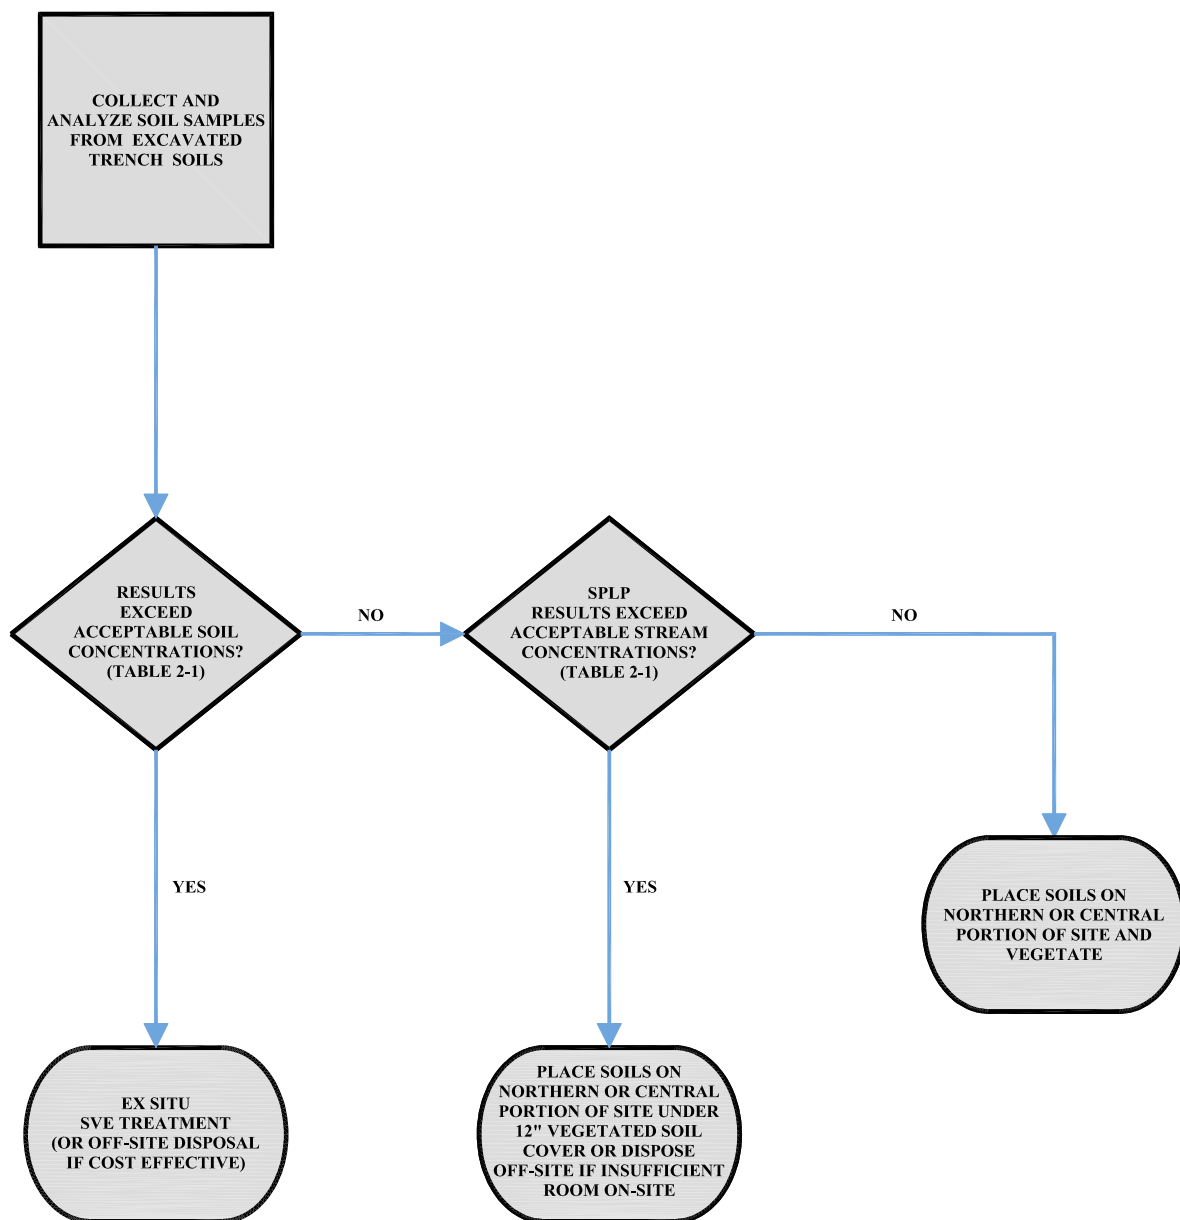 COLLECT AND
ANALYZE SOIL SAMPLES
FROM EXCAVATED
TRENCH SOILS
RESULTS
EXCEED
ACCEPTABLE SOIL
CONCENTRATIONS?
(TABLE 2-1)
NO
SPLP
RESULTS EXCEED
ACCEPTABLE STREAM
CONCENTRATIONS?
(TABLE 2-1)
NO
YES
YES
PLACE SOILS ON
NORTHERN OR CENTRAL
PORTION OF SITE AND
VEGETATE
EX SITU
SVE TREATMENT
(OR OFF-SITE DISPOSAL
IF COST EFFECTIVE)
PLACE SOILS ON
NORTHERN OR CENTRAL
PORTION OF SITE UNDER
12" VEGETATED SOIL
COVER OR DISPOSE
OFF-SITE IF INSUFFICIENT
ROOM ON-SITE